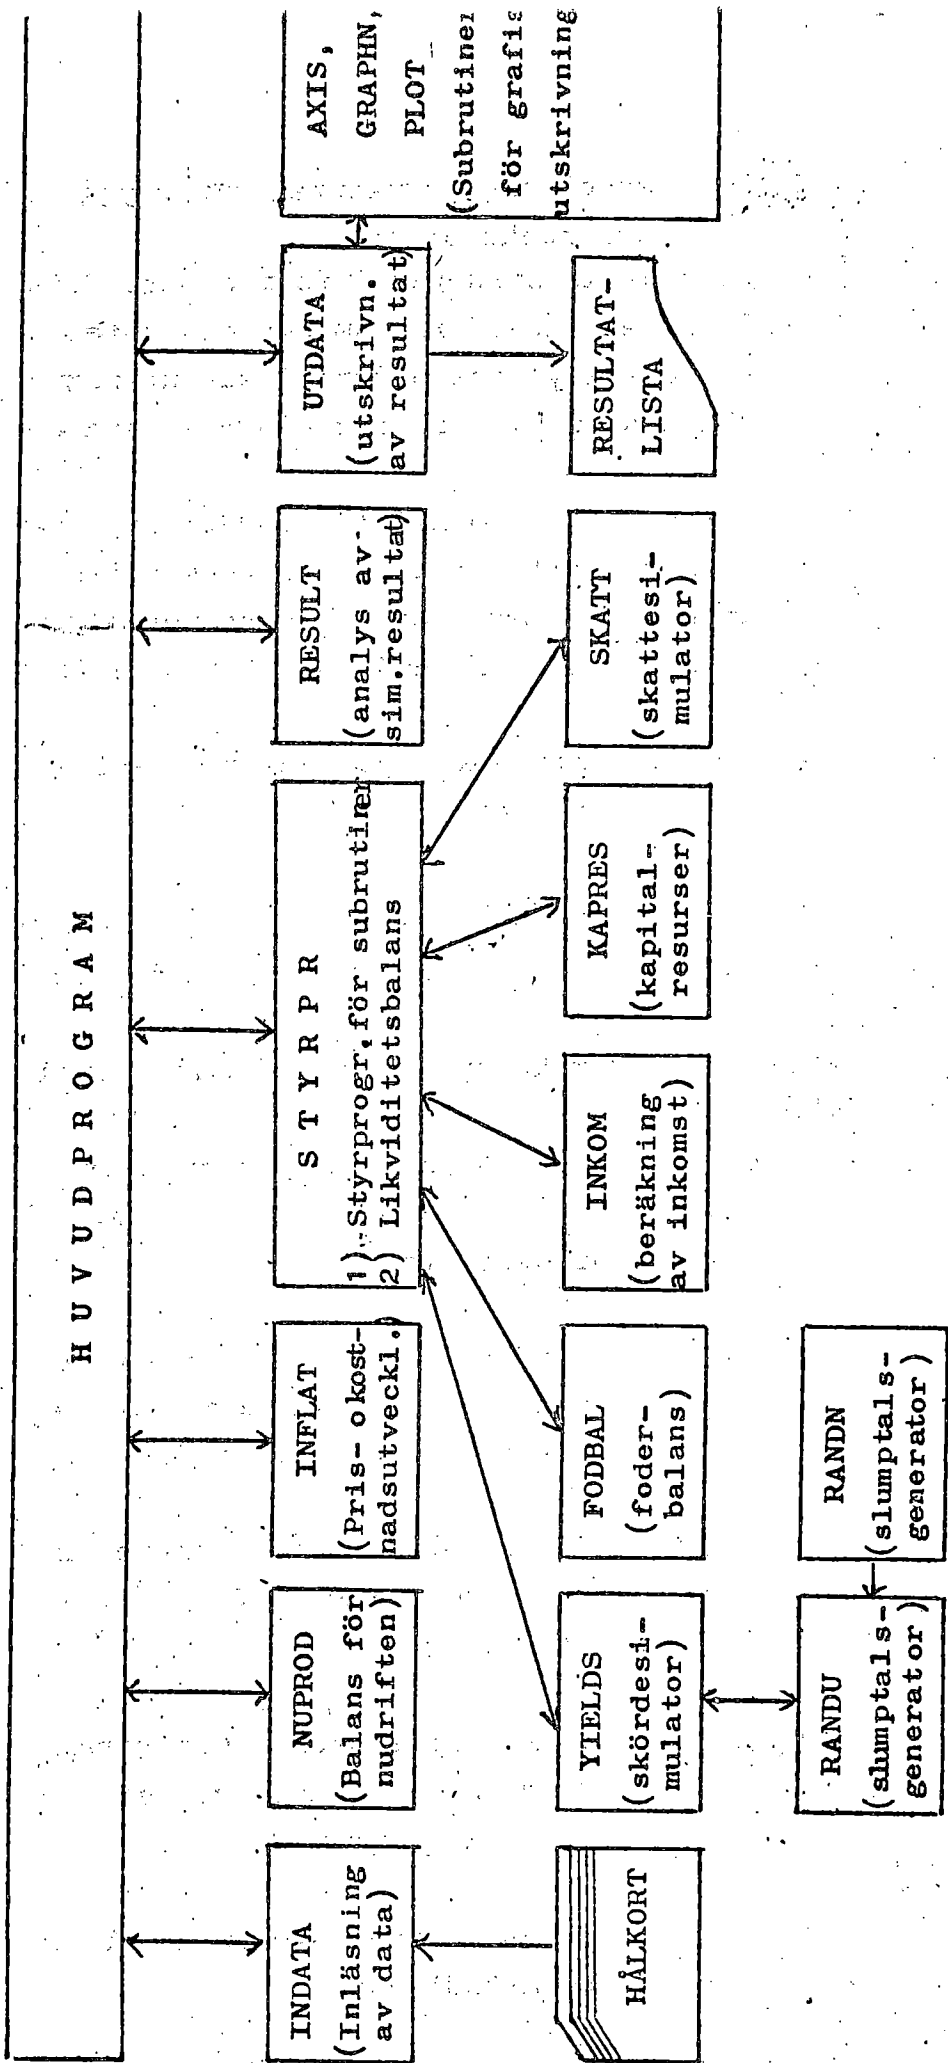 H U V U D P R O G R A M
INDATA
(Inläsning
av data)
NUPROD
(Balans för
nudriften)
INFLAT
(Pris- o kost-
nadsutveckl.)
S T Y R P R
1) Styrprogr. för subrutiner
2) Likviditetsbalans
RESULT
(analys av
sim.resultat)
UTDATA
(utskrivn.
av resultat)
AXIS,
GRAPHN,
PLOT
(Subrutiner
för grafis
utskrivning
HÅLKORT
YIELDS
(skördesi-
mulator)
FODBAL
(foder-
balans)
INKOM
(beräkning
av inkomst)
KAPRES
(kapital-
resurser)
SKATT
(skattesi-
mulator)
RESULTAT-
LISTA
RANDU
(slumptals-
generator)
RANDN
(slumptals-
generator)